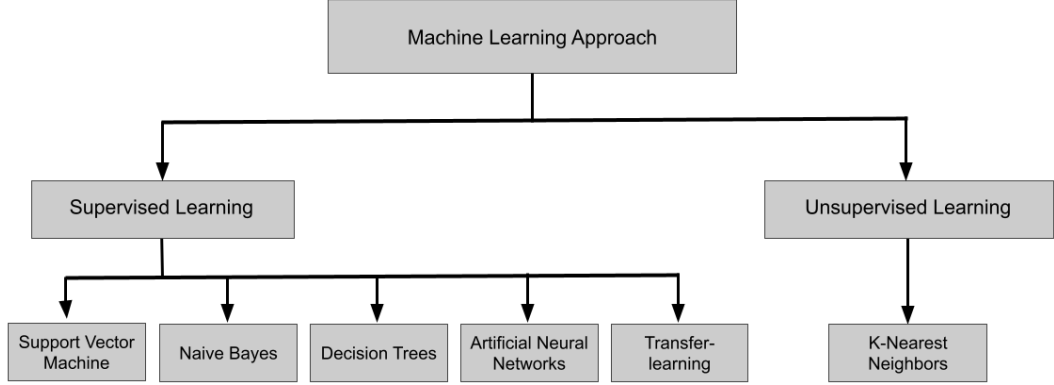 Machine Learning Approach
Supervised Learning
Unsupervised Learning
Support Vector
Machine
Naive Bayes
Decision Trees
Artificial Neural
Networks
Transfer-
learning
K-Nearest
Neighbors